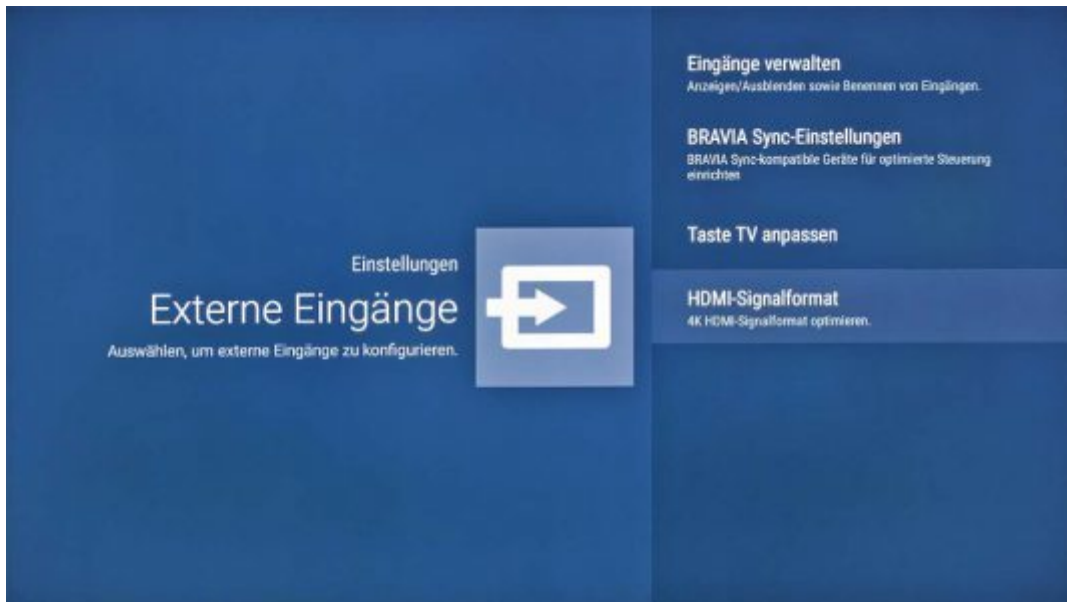 Einstellungen
Externe Eingänge
Auswählen, um externe Eingänge zu konfigurieren.
Eingänge verwalten
Anzeigen/Ausblenden sowie Benennen von Eingängen.
BRAVIA Sync-Einstellungen
BRAVIA Sync-kompatible Geräte für optimierte Steuerung
einrichten
Taste TV anpassen
HDMI-Signalformat
4K HDMI-Signalformat optimieren.